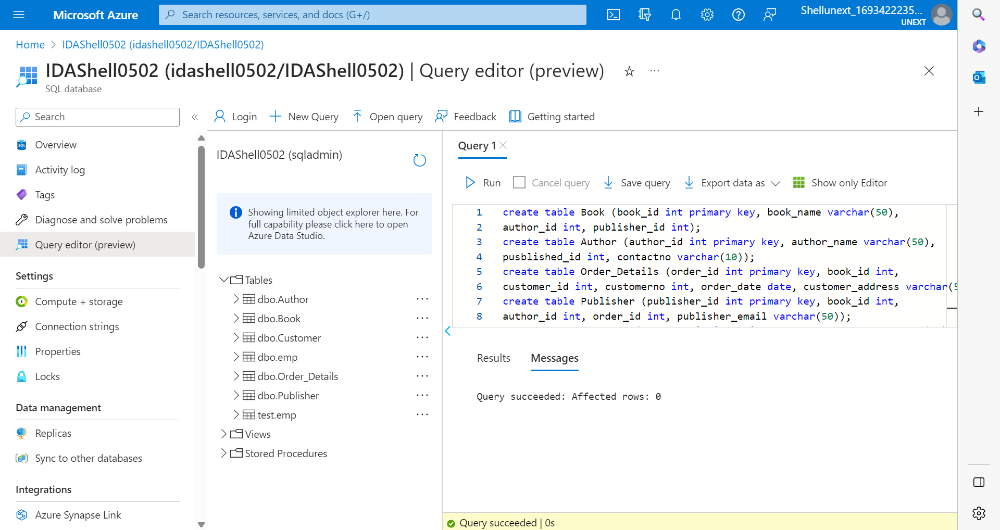 Microsoft Azure
Search resources, services, and docs (G+/)
Shellunext_1693422235...
UNEXT
Home > IDAShell0502 (idashell0502/IDAShell0502)
IDAShell0502 (idashell0502/IDAShell0502) | Query editor (preview)
SQL database
Search
Login
New Query
Open query
Feedback
Getting started
Overview
Activity log
Tags
Diagnose and solve problems
Query editor (preview)
Settings
Compute + storage
Connection strings
Properties
Locks
Data management
Replicas
Sync to other databases
Integrations
Azure Synapse Link
IDAShell0502 (sqladmin)
Showing limited object explorer here. For
full capability please click here to open
Azure Data Studio.
Tables
dbo.Author
dbo.Book
dbo.Customer
dbo.emp
dbo.Order_Details
dbo.Publisher
test.emp
Views
Stored Procedures
Query 1
Run
Cancel query
Save query
Export data as
Show only Editor
1 create table Book (book_id int primary key, book_name varchar(50),
2 author_id int, publisher_id int);
3 create table Author (author_id int primary key, author_name varchar(50),
4 pusblished_id int, contactno varchar(10));
5 create table Order_Details (order_id int primary key, book_id int,
6 customer_id int, customerno int, order_date date, customer_address varchar(5
7 create table Publisher (publisher_id int primary key, book_id int,
8 author_id int, order_id int, publisher_email varchar(50));
Results
Messages
Query succeeded: Affected rows: 0
Query succeeded | 0s